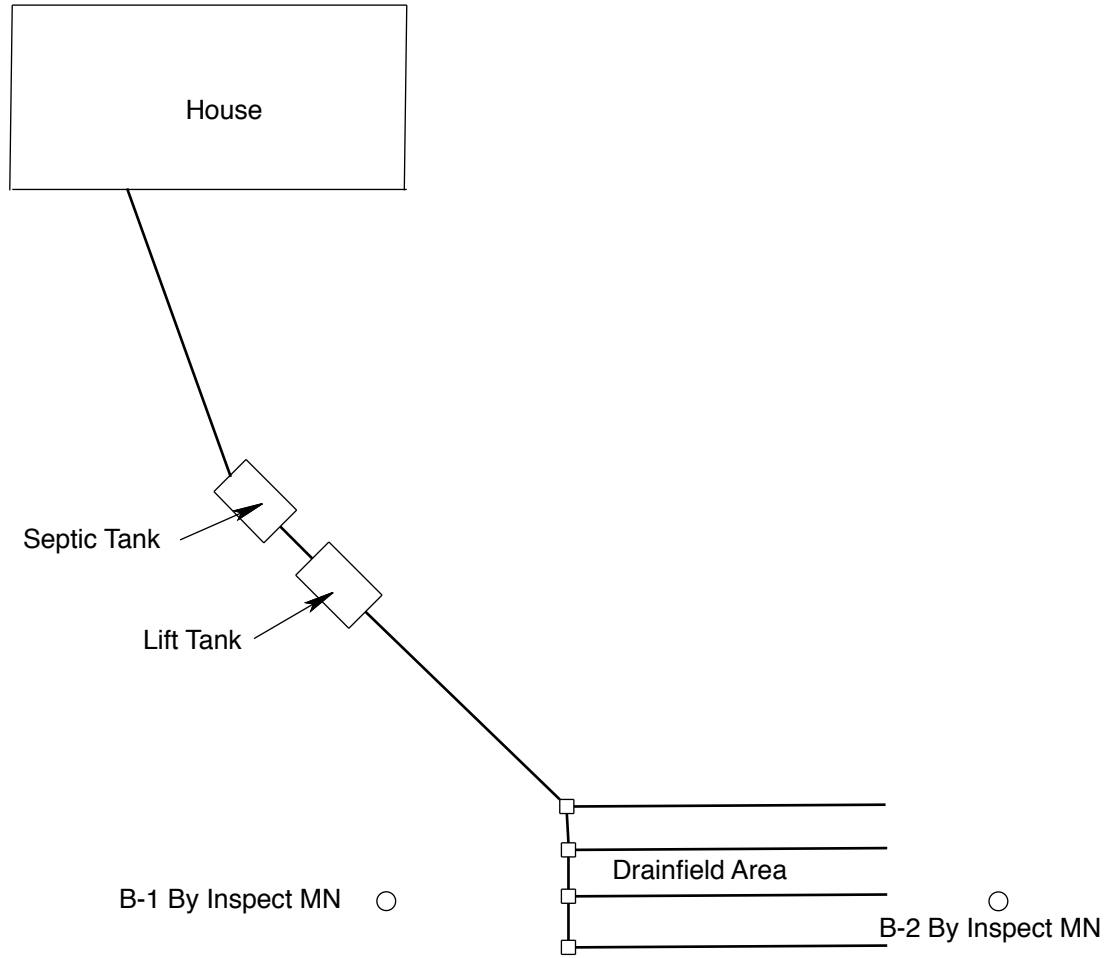 House
Septic Tank
Lift Tank
Drainfield Area
B-1 By Inspect MN
B-2 By Inspect MN